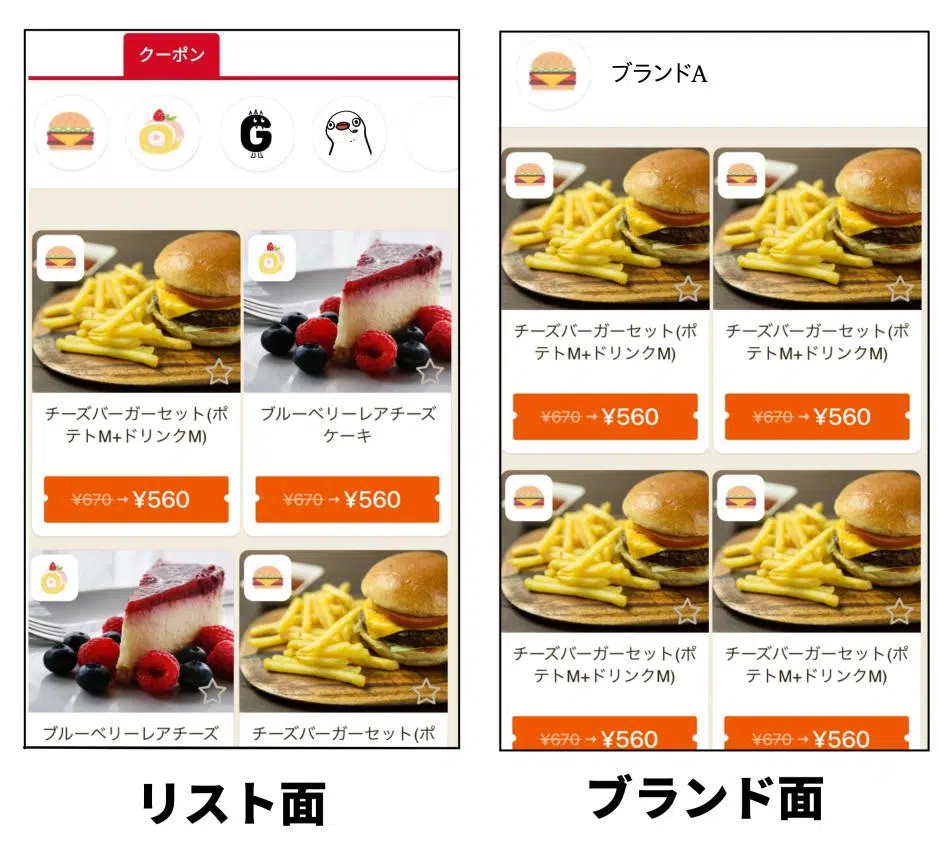 クーポン
チーズバーガーセット(ポ
テトM+ドリンクM)
¥670→¥560
ブルーベリーレアチーズ
ケーキ
¥670→¥560
ブルーベリーレアチーズ
チーズバーガーセット(ポ
リスト面
ブランドA
チーズバーガーセット(ポ
テトM+ドリンクM)
¥670→¥560
チーズバーガーセット(ポ
テトM+ドリンクM)
¥670→¥560
チーズバーガーセット(ポ
テトM+ドリンクM)
¥670→¥560
チーズバーガーセット(ポ
テトM+ドリンクM)
¥670→¥560
ブランド面